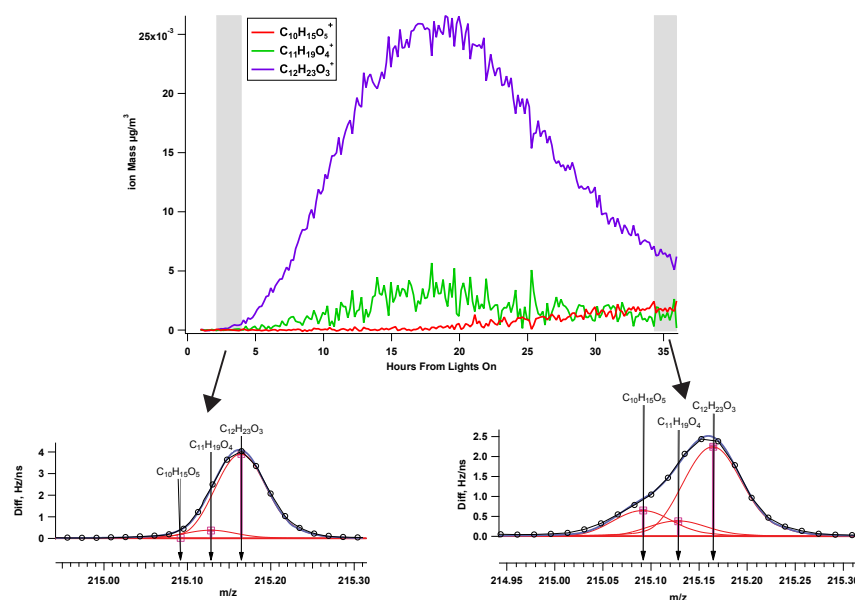 25x10⁻³
20
15
10
5
0
ion Mass µg/m³
C₁₀H₁₅O₅⁺
C₁₁H₁₉O₄⁺
C₁₂H₂₃O₃⁺
0 5 10 15 20 25 30 35
Hours From Lights On
C₁₂H₂₃O₃
C₁₁H₁₉O₄
C₁₀H₁₅O₅
4
3
2
1
0
Diff, Hz/ns
215.00 215.10 215.20 215.30
m/z
C₁₀H₁₅O₅
C₁₂H₂₃O₃
C₁₁H₁₉O₄
2.5
2.0
1.5
1.0
0.5
0.0
Diff, Hz/ns
214.95 215.00 215.05 215.10 215.15 215.20 215.25 215.30
m/z